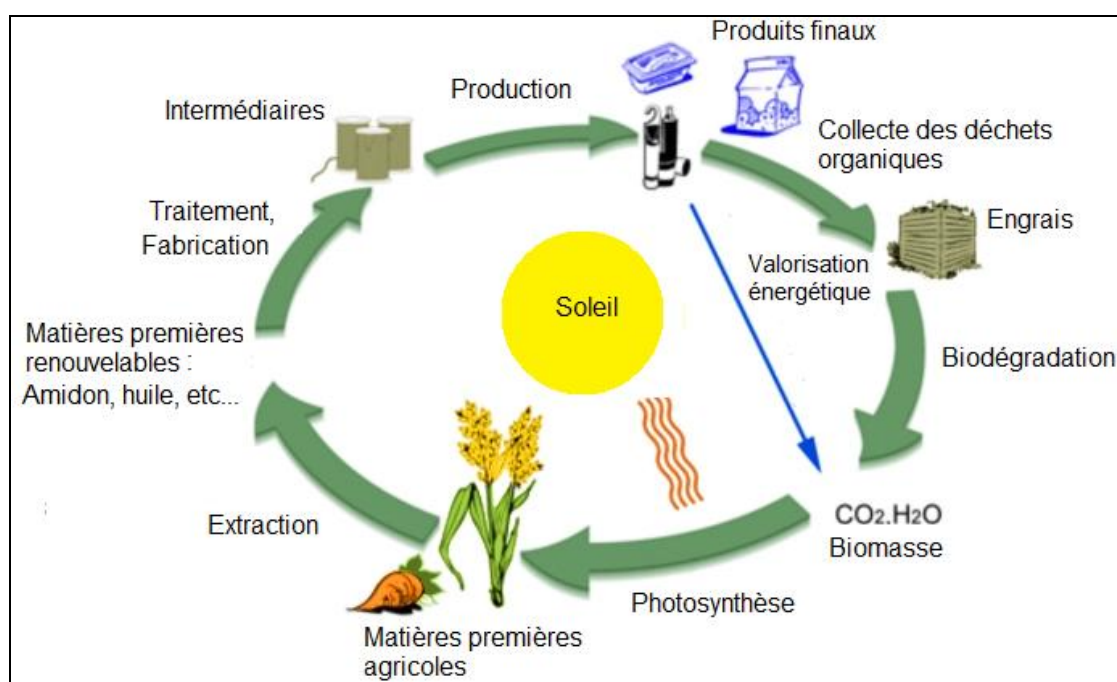 Produits finaux
Production
Intermédiaires
Collecte des déchets
organiques
Traitement,
Fabrication
Engrais
Valorisation
énergétique
Soleil
Matières premières
renouvelables :
Amidon, huile, etc...
Biodégradation
CO2.H2O
Biomasse
Extraction
Photosynthèse
Matières premières
agricoles